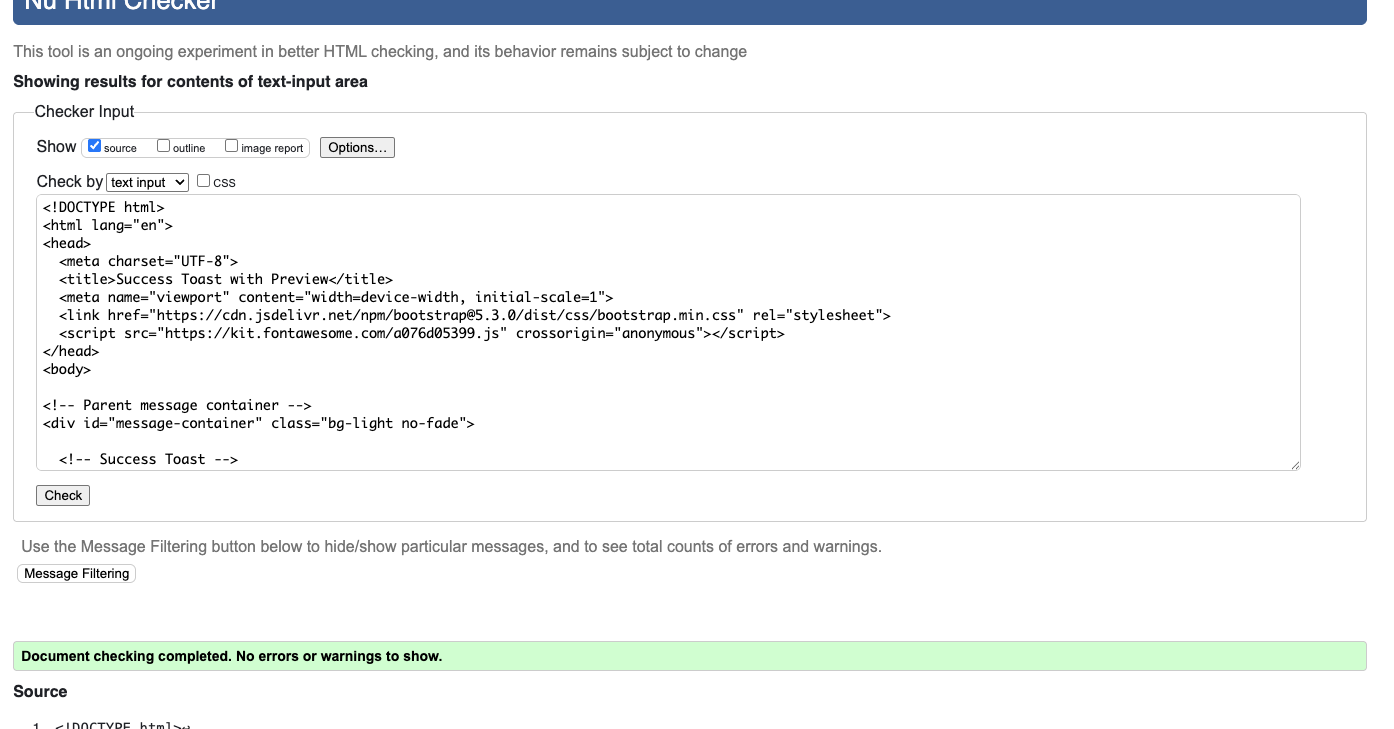 Nu Html Checker
This tool is an ongoing experiment in better HTML checking, and its behavior remains subject to change
Showing results for contents of text-input area
Checker Input
Show source outline image report Options...
Check by text input CSS
<!DOCTYPE html>
<html lang="en">
<head>
  <meta charset="UTF-8">
  <title>Success Toast with Preview</title>
  <meta name="viewport" content="width=device-width, initial-scale=1">
  <link href="https://cdn.jsdelivr.net/npm/bootstrap@5.3.0/dist/css/bootstrap.min.css" rel="stylesheet">
  <script src="https://kit.fontawesome.com/a076d05399.js" crossorigin="anonymous"></script>
</head>
<body>
<!-- Parent message container -->
<div id="message-container" class="bg-light no-fade">
  <!-- Success Toast -->
Check
Use the Message Filtering button below to hide/show particular messages, and to see total counts of errors and warnings.
Message Filtering
Document checking completed. No errors or warnings to show.
Source
1. <!DOCTYPE html>↩